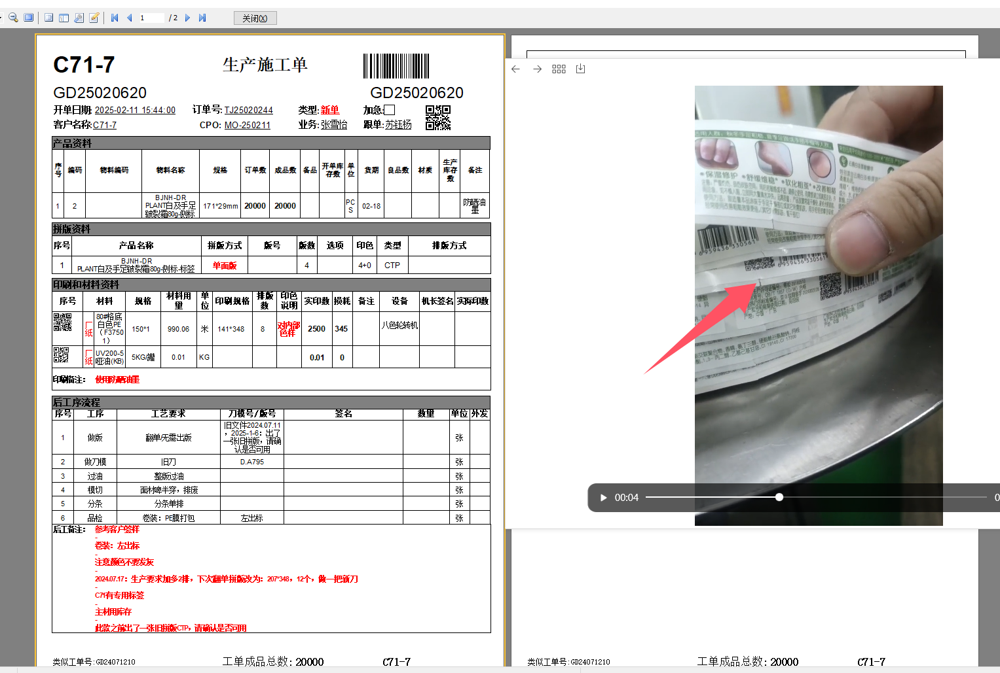 1 / 2 关闭(X)
C71-7 生产施工单
GD25020620 GD25020620
开单日期: 2025-02-11 15:44:00 订单号: TJ25020244 类型: 新单 加急:
客户名称: C71-7 CPO: MO-250211 业务: 张雪怡 跟单: 苏钰杨
产品资料
序号 编码 物料编码 物料名称 规格 订单数 成品数 备品 开单库存数 单位 货期 良品数 材质 生产库存数 备注
1 2 BJNH-DR PLANT白及手足皲裂霜80g-侧标 171*29mm 20000 20000 PCS 02-18 防晒油墨
拼版资料
序号 产品名称 拼版方式 版号 版数 选项 印色 类型 排版方式
1 BJNH-DR PLANT白及手足皲裂霜80g-侧标-标签 单面版 4 4+0 CTP
印刷和材料资料
序号 材料 规格 材料用量 单位 印刷规格 排版数 印色说明 实印数 损耗 备注 设备 机长签名 实际印数
厂纸 80#格底白色PE（F37501） 150*1 990.06 米 141*348 8 对内部色样 2500 345 八色轮转机
厂纸 UV200-5哑油(KB) 5KG/罐 0.01 KG 0.01 0
印刷备注: 使用防晒油墨
后工序流程
序号 工序 工艺要求 刀模号/版号 签名 数量 单位 外发
1 做版 翻单/无需出版 旧文件2024.07.11，2025-1-6：出了一张旧拼版，请确认是否可用 张
2 做刀模 旧刀 D.A795 张
3 过油 整版过油 张
4 模切 面材啤半穿，排废 张
5 分条 分条单排 张
6 品检 卷装：PE膜打包 左出标 张
后工备注: 参考客户签样
-
卷装：左出标
-
注意颜色不要发灰
-
2024.07.17：生产要求加多2排，下次翻单拼版改为：207*348，12个，做一把新刀
-
C71有专用标签
-
主材用库存
-
此款之前出了一张旧拼版CTP，请确认是否可用
类似工单号:GD24071210 工单成品总数: 20000 C71-7
保湿修护 舒缓维稳 软化粗茧 改善粗糙
6959436330561
6959436330561
00:04
类似工单号:GD24071210 工单成品总数: 20000 C71-7